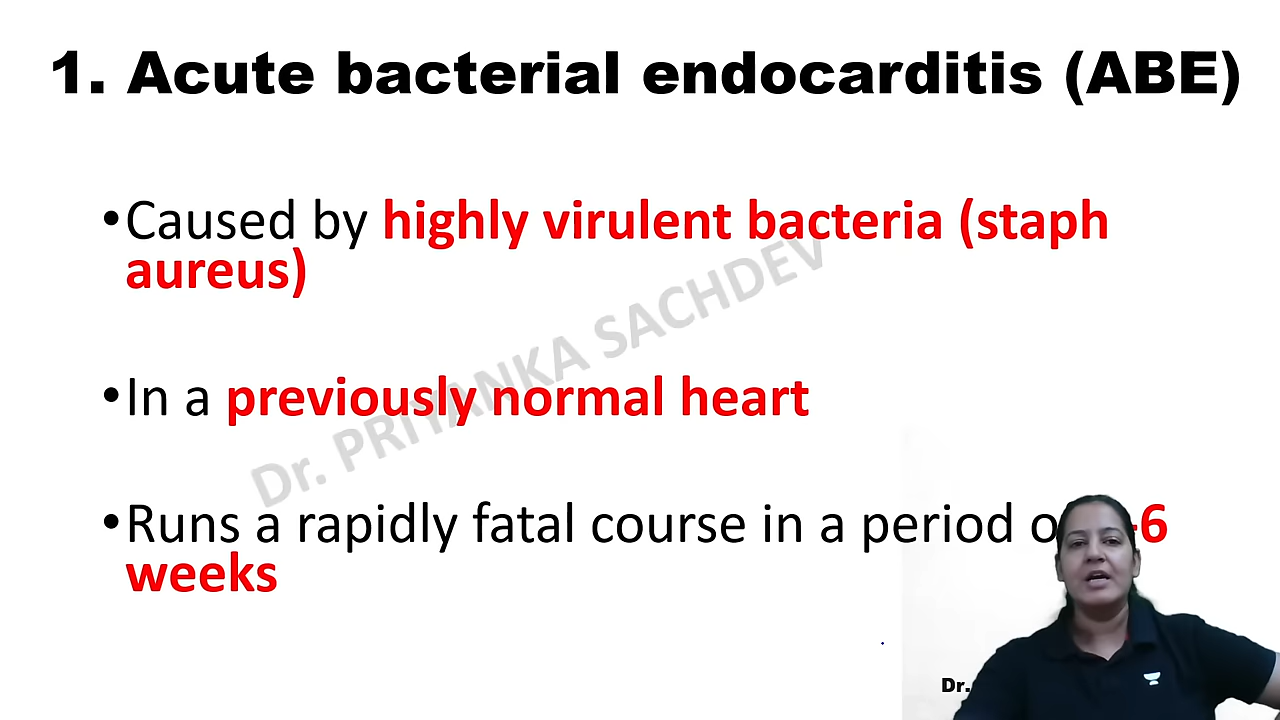 1. Acute bacterial endocarditis (ABE)
•Caused by highly virulent bacteria (staph
aureus)
Dr. PRIYANKA SACHDEV
•In a previously normal heart
•Runs a rapidly fatal course in a period -6
weeks
Dr.